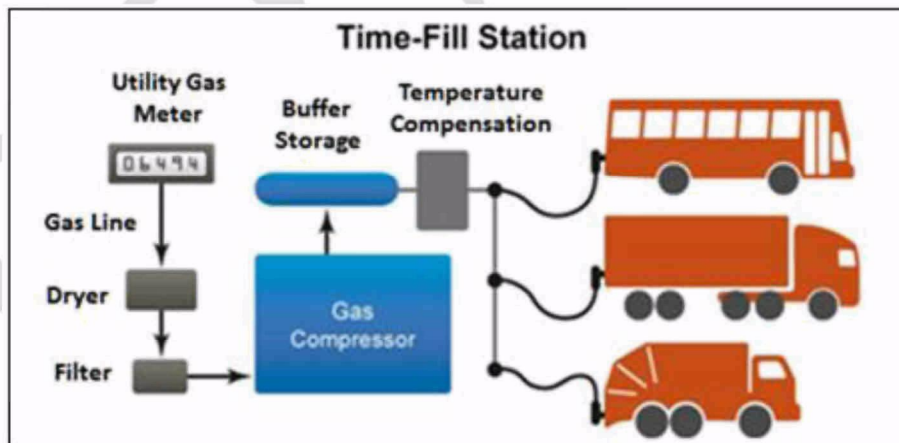 Time-Fill Station
Utility Gas
Meter
Buffer
Storage
Temperature
Compensation
06494
Gas Line
Dryer
Gas
Compressor
Filter